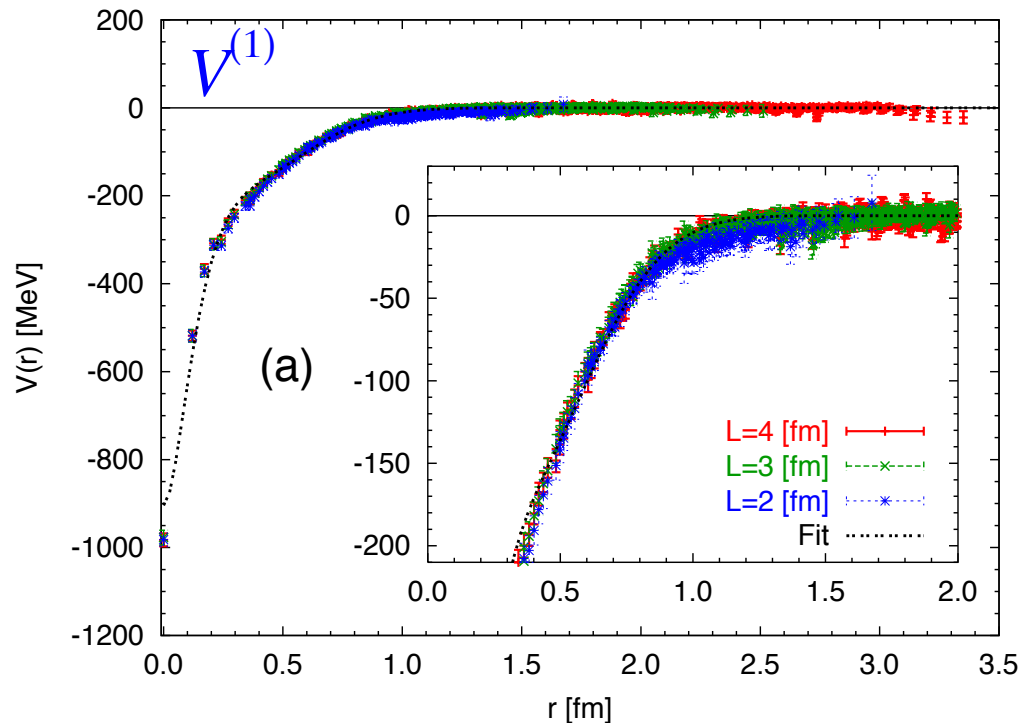 V(1)
(a)
V(r) [MeV]
200
0
-200
-400
-600
-800
-1000
-1200
0.0 0.5 1.0 1.5 2.0 2.5 3.0 3.5
r [fm]
0
-50
-100
-150
-200
0.0 0.5 1.0 1.5 2.0
L=4 [fm]
L=3 [fm]
L=2 [fm]
Fit